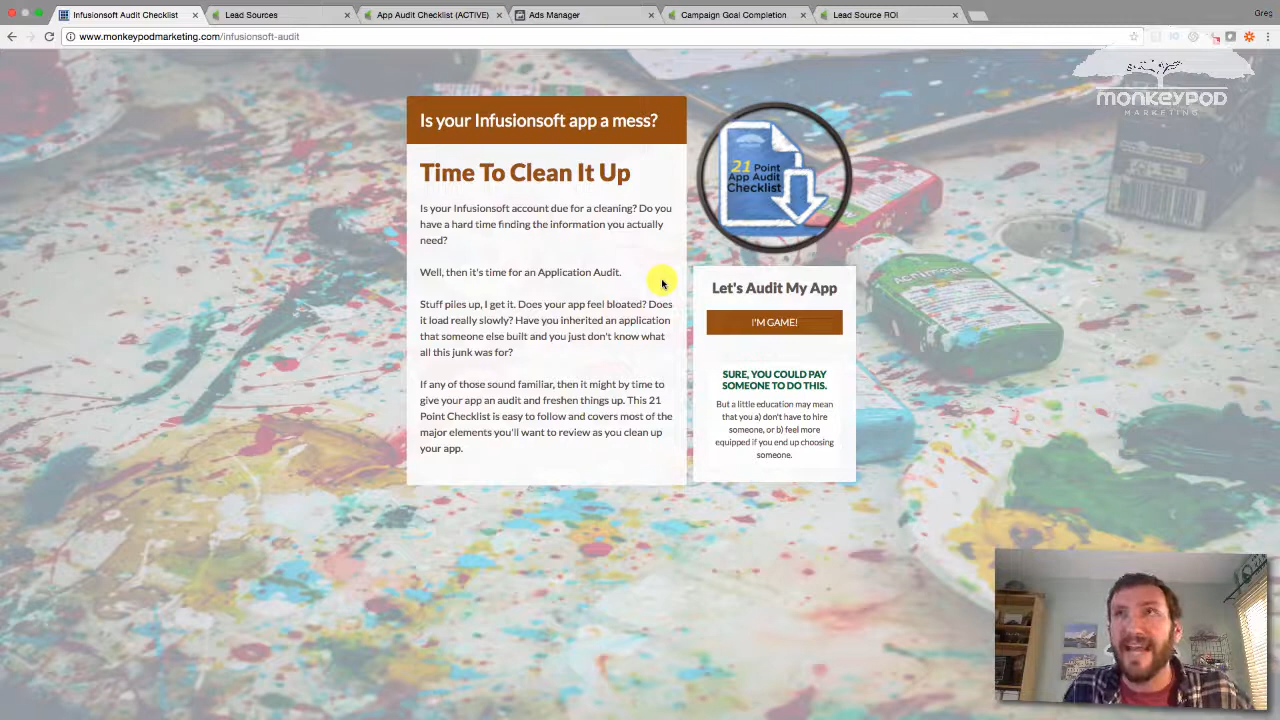 Infusionsoft Audit Checklist
Lead Sources
App Audit Checklist (ACTIVE)
Ads Manager
Campaign Goal Completion
Lead Source ROI
Greg
www.monkeypodmarketing.com/infusionsoft-audit
monkeypod
MARKETING
Is your Infusionsoft app a mess?
Time To Clean It Up
Is your Infusionsoft account due for a cleaning? Do you
have a hard time finding the information you actually
need?
Well, then it's time for an Application Audit.
Stuff piles up, I get it. Does your app feel bloated? Does
it load really slowly? Have you inherited an application
that someone else built and you just don't know what
all this junk was for?
If any of those sound familiar, then it might by time to
give your app an audit and freshen things up. This 21
Point Checklist is easy to follow and covers most of the
major elements you'll want to review as you clean up
your app.
21 Point
App Audit
Checklist
Let's Audit My App
I'M GAME!
SURE, YOU COULD PAY
SOMEONE TO DO THIS.
But a little education may mean
that you a) don't have to hire
someone, or b) feel more
equipped if you end up choosing
someone.